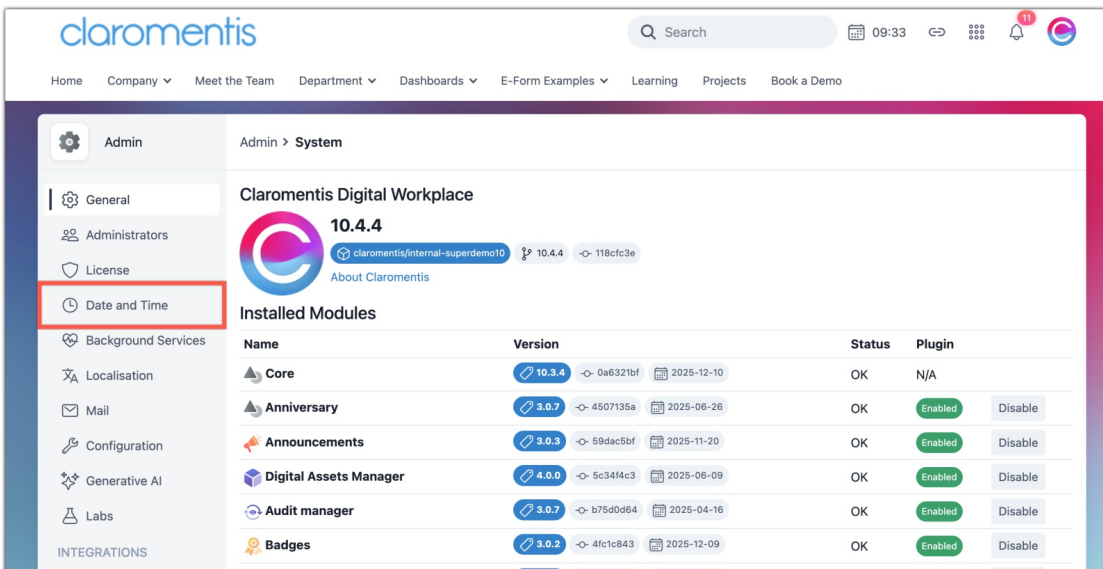 claromentis
Search
09:33
11
Home Company Meet the Team Department Dashboards E-Form Examples Learning Projects Book a Demo
Admin
Admin > System
General
Administrators
License
Date and Time
Background Services
Localisation
Mail
Configuration
Generative AI
Labs
INTEGRATIONS
Claromentis Digital Workplace
10.4.4
claromentis/internal-superdemo10 10.4.4 118cfc3e
About Claromentis
Installed Modules
Name Version Status Plugin
Core 10.3.4 0a6321bf 2025-12-10 OK N/A
Anniversary 3.0.7 4507135a 2025-06-26 OK Enabled Disable
Announcements 3.0.3 59dac5bf 2025-11-20 OK Enabled Disable
Digital Assets Manager 4.0.0 5c34f4c3 2025-06-09 OK Enabled Disable
Audit manager 3.0.7 b75d0d64 2025-04-16 OK Enabled Disable
Badges 3.0.2 4fc1c843 2025-12-09 OK Enabled Disable